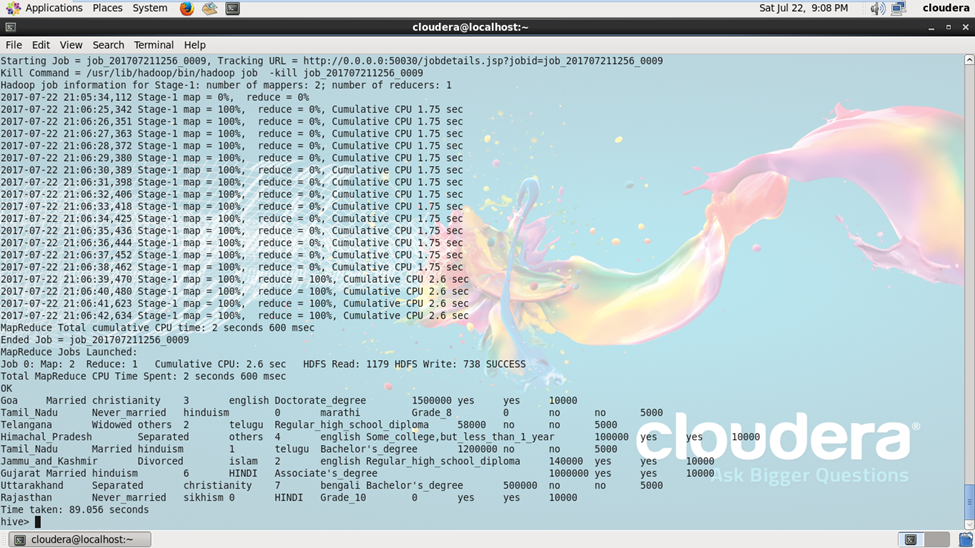 Applications Places System Sat Jul 22, 9:08 PM cloudera
cloudera@localhost:~
File Edit View Search Terminal Help
Starting Job = job_201707211256_0009, Tracking URL = http://0.0.0.0:50030/jobdetails.jsp?jobid=job_201707211256_0009
Kill Command = /usr/lib/hadoop/bin/hadoop job  -kill job_201707211256_0009
Hadoop job information for Stage-1: number of mappers: 2; number of reducers: 1
2017-07-22 21:05:34,112 Stage-1 map = 0%,  reduce = 0%
2017-07-22 21:06:25,342 Stage-1 map = 100%,  reduce = 0%, Cumulative CPU 1.75 sec
2017-07-22 21:06:26,351 Stage-1 map = 100%,  reduce = 0%, Cumulative CPU 1.75 sec
2017-07-22 21:06:27,363 Stage-1 map = 100%,  reduce = 0%, Cumulative CPU 1.75 sec
2017-07-22 21:06:28,372 Stage-1 map = 100%,  reduce = 0%, Cumulative CPU 1.75 sec
2017-07-22 21:06:29,380 Stage-1 map = 100%,  reduce = 0%, Cumulative CPU 1.75 sec
2017-07-22 21:06:30,389 Stage-1 map = 100%,  reduce = 0%, Cumulative CPU 1.75 sec
2017-07-22 21:06:31,398 Stage-1 map = 100%,  reduce = 0%, Cumulative CPU 1.75 sec
2017-07-22 21:06:32,406 Stage-1 map = 100%,  reduce = 0%, Cumulative CPU 1.75 sec
2017-07-22 21:06:33,418 Stage-1 map = 100%,  reduce = 0%, Cumulative CPU 1.75 sec
2017-07-22 21:06:34,425 Stage-1 map = 100%,  reduce = 0%, Cumulative CPU 1.75 sec
2017-07-22 21:06:35,436 Stage-1 map = 100%,  reduce = 0%, Cumulative CPU 1.75 sec
2017-07-22 21:06:36,444 Stage-1 map = 100%,  reduce = 0%, Cumulative CPU 1.75 sec
2017-07-22 21:06:37,452 Stage-1 map = 100%,  reduce = 0%, Cumulative CPU 1.75 sec
2017-07-22 21:06:38,462 Stage-1 map = 100%,  reduce = 0%, Cumulative CPU 1.75 sec
2017-07-22 21:06:39,470 Stage-1 map = 100%,  reduce = 100%, Cumulative CPU 2.6 sec
2017-07-22 21:06:40,480 Stage-1 map = 100%,  reduce = 100%, Cumulative CPU 2.6 sec
2017-07-22 21:06:41,623 Stage-1 map = 100%,  reduce = 100%, Cumulative CPU 2.6 sec
2017-07-22 21:06:42,634 Stage-1 map = 100%,  reduce = 100%, Cumulative CPU 2.6 sec
MapReduce Total cumulative CPU time: 2 seconds 600 msec
Ended Job = job_201707211256_0009
MapReduce Jobs Launched:
Job 0: Map: 2  Reduce: 1   Cumulative CPU: 2.6 sec   HDFS Read: 1179 HDFS Write: 738 SUCCESS
Total MapReduce CPU Time Spent: 2 seconds 600 msec
OK
Goa Married christianity 3 english Doctorate_degree 1500000 yes yes 10000
Tamil_Nadu Never_married hinduism 0 marathi Grade_8 0 no no 5000
Telangana Widowed others 2 telugu Regular_high_school_diploma 58000 no no 5000
Himachal_Pradesh Separated others 4 english Some_college,but_less_than_1_year 100000 yes yes 10000
Tamil_Nadu Married hinduism 1 telugu Bachelor's_degree 1200000 no no 5000
Jammu_and_Kashmir Divorced islam 2 english Regular_high_school_diploma 140000 yes yes 10000
Gujarat Married hinduism 6 HINDI Associate's_degree 1000000 yes yes 10000
Uttarakhand Separated christianity 7 bengali Bachelor's_degree 500000 no no 5000
Rajasthan Never_married sikhism 0 HINDI Grade_10 0 yes yes 10000
Time taken: 89.056 seconds
hive>
cloudera®
Ask Bigger Questions
cloudera@localhost:~